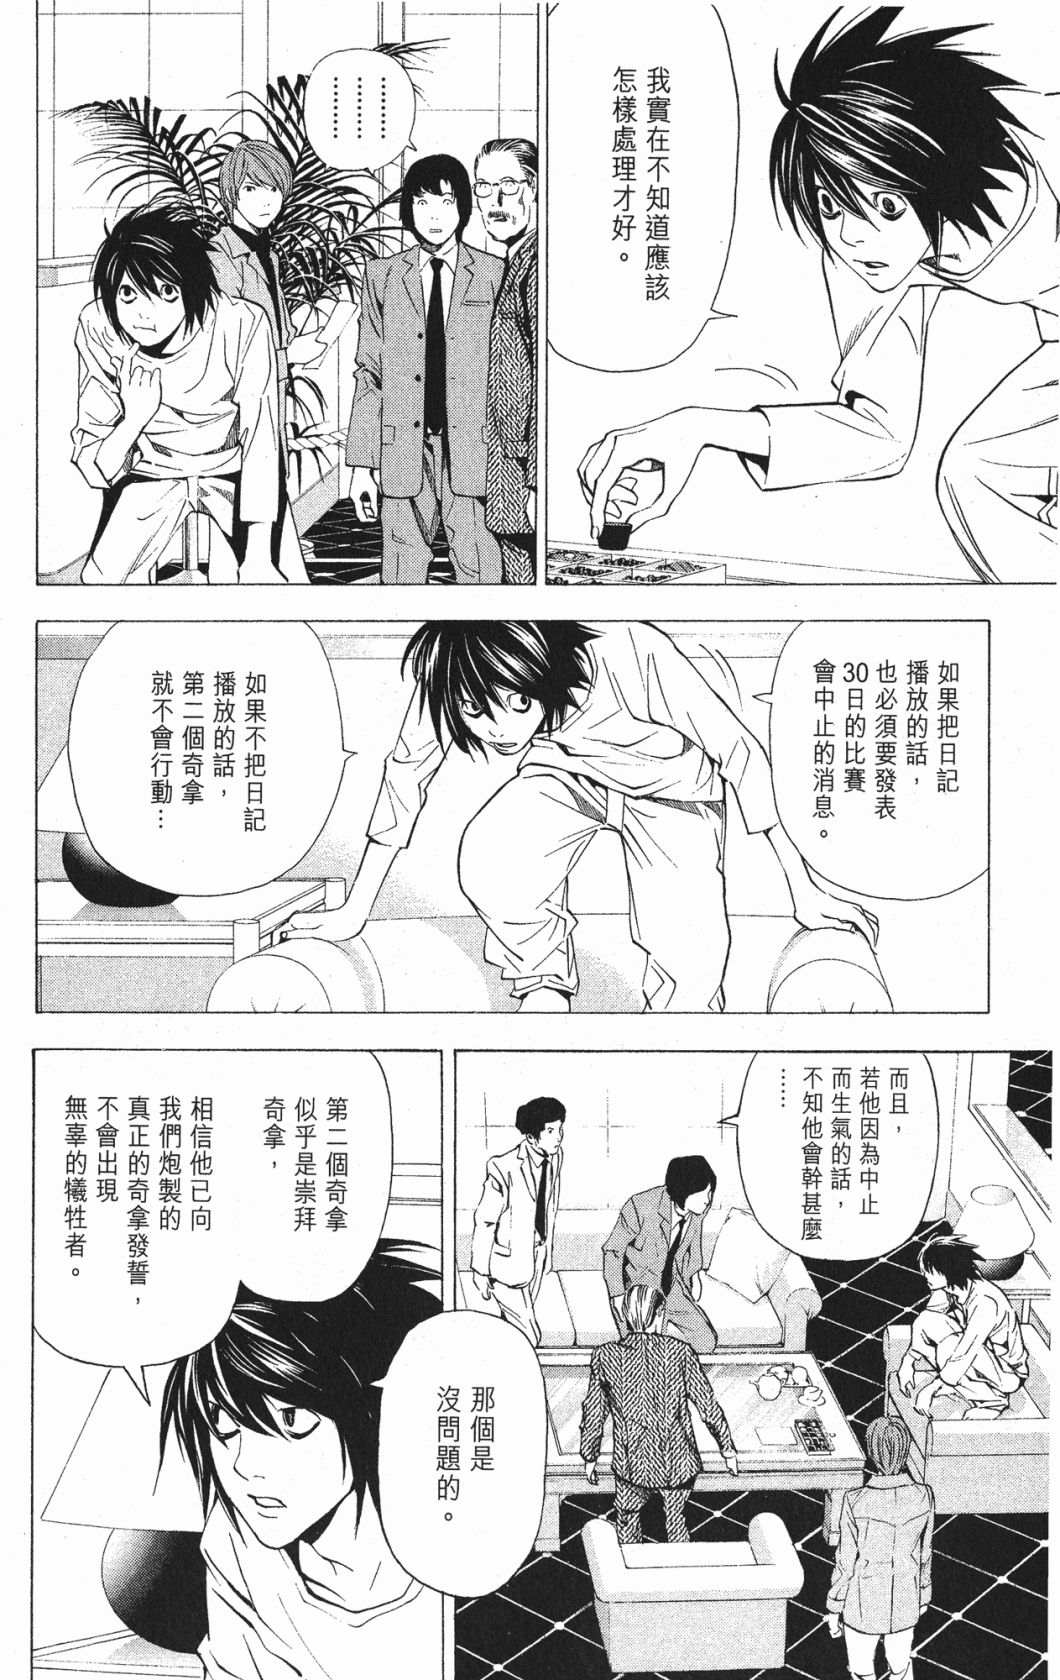 我實在不知道應該
怎樣處理才好。
………
………
………
如果把日記
播放的話，
也必須要發表
30日的比賽
會中止的消息。
如果不把日記
播放的話，
第二個奇拿
就不會行動…
而且，
若他因為中止
而生氣的話，
不知他會幹甚麼
……
那個是
沒問題的。
第二個奇拿
似乎是崇拜
奇拿，
相信他已向
我們炮製的
真正的奇拿發誓，
不會出現
無辜的犧牲者。